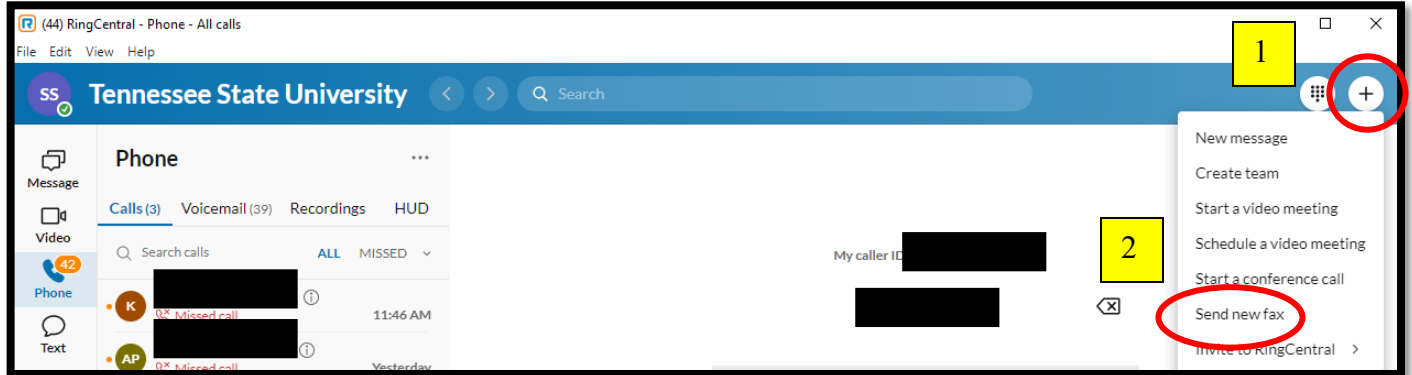 (44) RingCentral - Phone - All calls
File Edit View Help
1
SS Tennessee State University Search
Message
Video
42
Phone
Text
Phone
Calls (3) Voicemail (39) Recordings HUD
Search calls ALL MISSED
K Missed call 11:46 AM
AP Missed call Yesterday
My caller ID
2
New message
Create team
Start a video meeting
Schedule a video meeting
Start a conference call
Send new fax
Invite to RingCentral